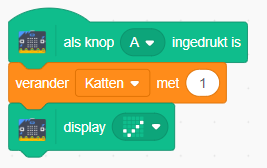 als knop A ingedrukt is
verander Katten met 1
display